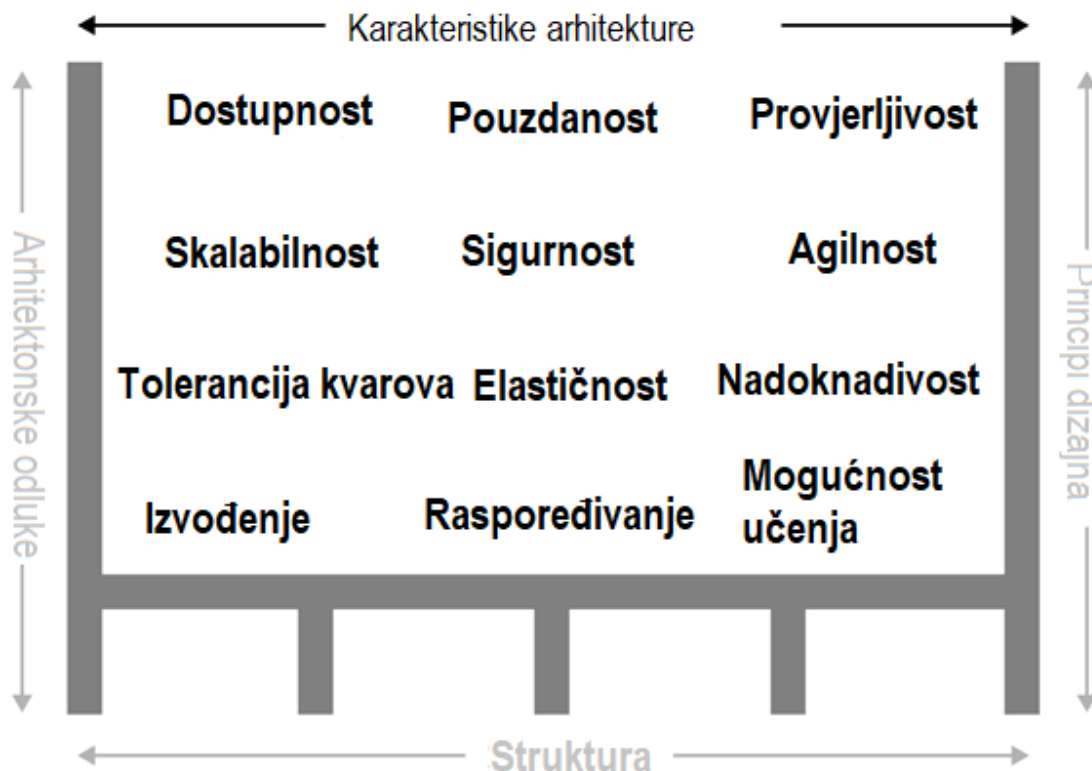 Karakteristike arhitekture
Dostupnost
Pouzdanost
Provjerljivost
Skalabilnost
Sigurnost
Agilnost
Tolerancija kvarova
Elastičnost
Nadoknadivost
Izvođenje
Raspoređivanje
Mogućnost
učenja
Arhitektonske odluke
Principi dizajna
Struktura